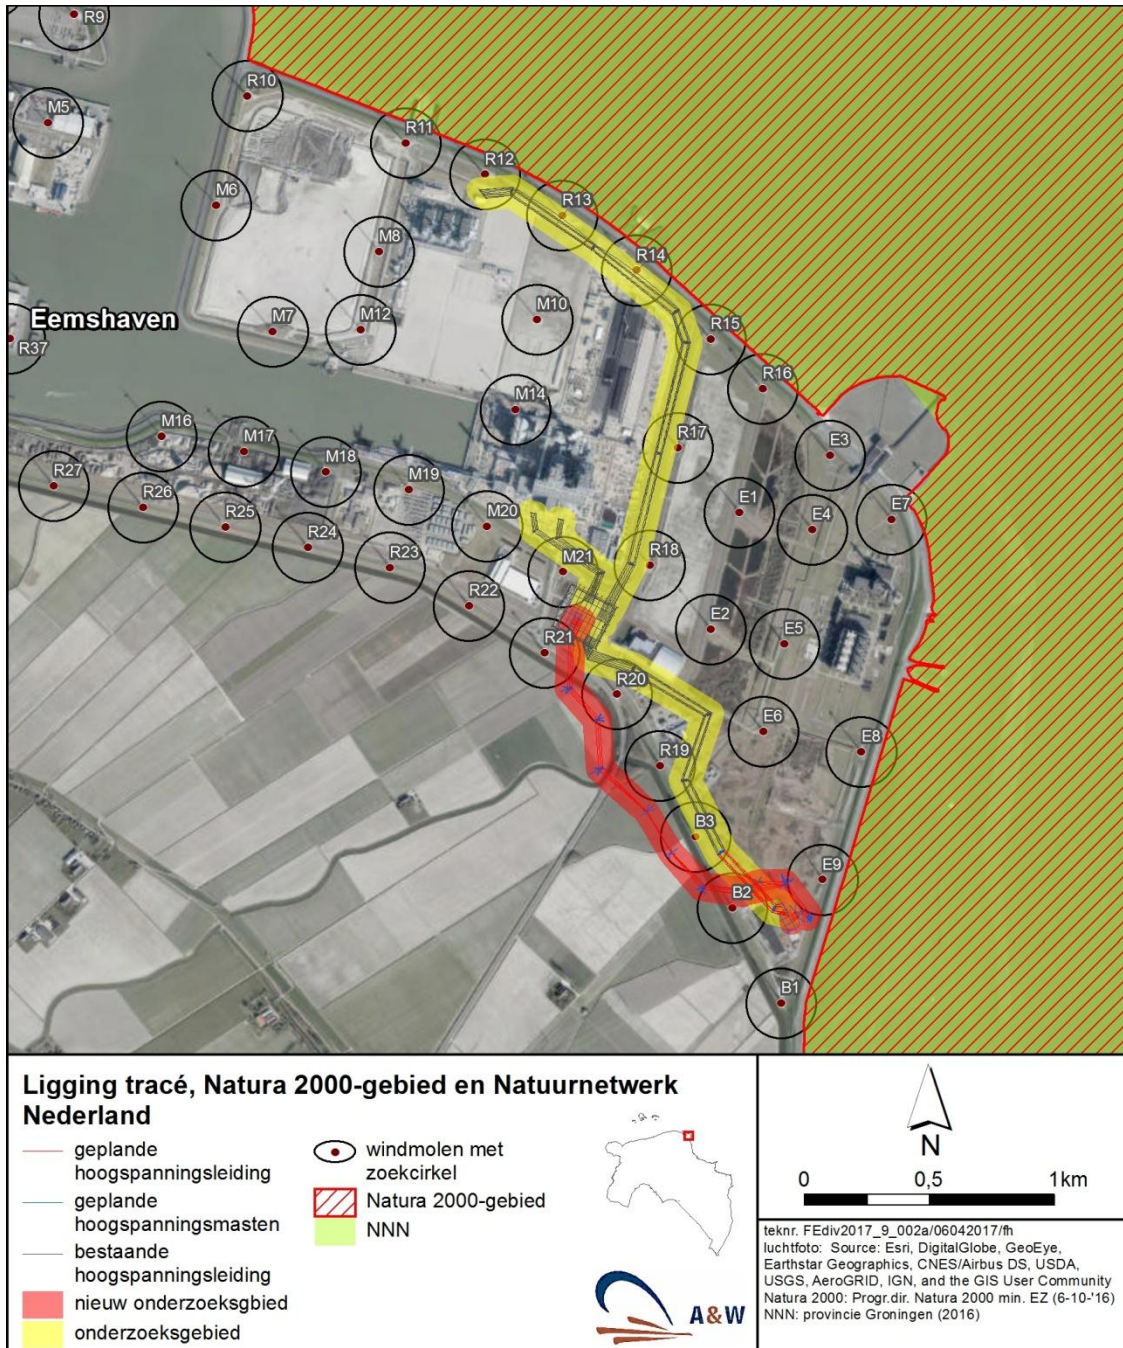 R9
R10
M5
R11
R12
M6
R13
M8
R14
M10
Eemshaven
M7
M12
R15
R37
R16
M14
M16
M17
R17
E3
M18
R27
M19
R26
E1
E7
R25
M20
E4
R24
R23
M21
R18
R22
E2
E5
R21
R20
E6
R19
E8
B3
E9
B2
B1
Ligging tracé, Natura 2000-gebied en Natuurnetwerk
Nederland
geplande
hoogspanningsleiding
geplande
hoogspanningsmasten
bestaande
hoogspanningsleiding
nieuw onderzoeksgbied
onderzoeksgebied
windmolen met
zoekcirkel
Natura 2000-gebied
NNN
A&W
N
0 0,5 1km
teknr. FEdiv2017_9_002a/06042017/fh
luchtfoto: Source: Esri, DigitalGlobe, GeoEye,
Earthstar Geographics, CNES/Airbus DS, USDA,
USGS, AeroGRID, IGN, and the GIS User Community
Natura 2000: Progr.dir. Natura 2000 min. EZ (6-10-'16)
NNN: provincie Groningen (2016)